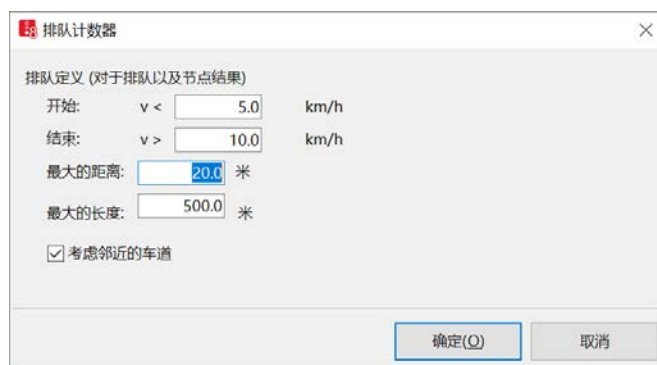 排队计数器
排队定义 (对于排队以及节点结果)
开始: v < 5.0 km/h
结束: v > 10.0 km/h
最大的距离: 20.0 米
最大的长度: 500.0 米
考虑邻近的车道
确定(O) 取消